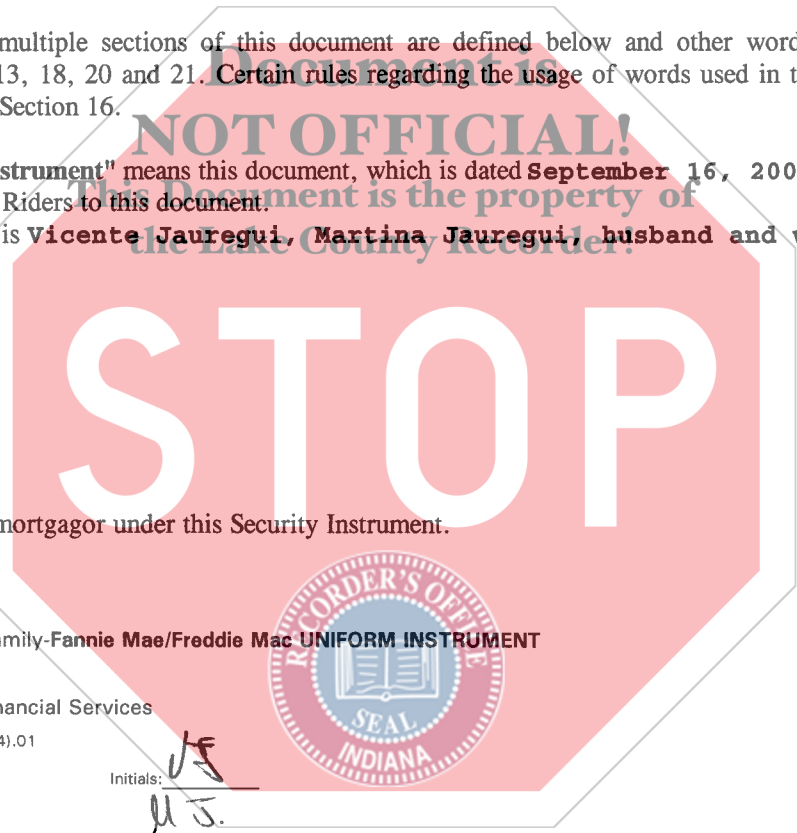 multiple sections of this document are defined below and other word
13, 18, 20 and 21. Certain rules regarding the usage of words used in t
Section 16.
Document is
NOT OFFICIAL!
This Document is the property of
the Lake County Recorder!
strument" means this document, which is dated September 16, 200
Riders to this document.
is Vicente Jauregui, Martina Jauregui, husband and w
STOP
mortgagor under this Security Instrument.
amily-Fannie Mae/Freddie Mac UNIFORM INSTRUMENT
nancial Services
4).01
Initials: VJ
M J.
RECORDER'S OFFICE
SEAL
INDIANA